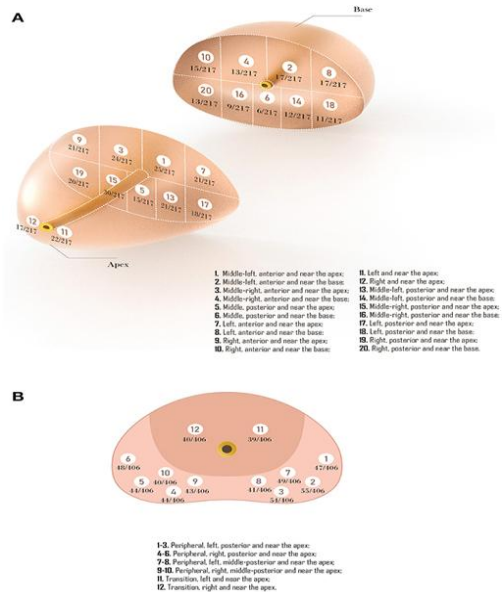 A
Base
10
15/217
4
13/217
2
17/217
8
17/217
20
13/217
16
9/217
6
6/217
14
12/217
18
11/217
9
21/217
3
24/217
1
25/217
7
21/217
19
20/217
15
5
15/217
13
21/217
17
18/217
12
17/217
11
22/217
Apex
1. Middle-left, anterior and near the apex;
2. Middle-left, anterior and near the base;
3. Middle-right, anterior and near the apex;
4. Middle-right, anterior and near the base;
5. Middle, posterior and near the apex;
6. Middle, posterior and near the base;
7. Left, anterior and near the apex;
8. Left, anterior and near the base;
9. Right, anterior and near the apex;
10. Right, anterior and near the base;
11. Left and near the apex;
12. Right and near the apex;
13. Middle-left, posterior and near the apex;
14. Middle-left, posterior and near the base;
15. Middle-right, posterior and near the apex;
16. Middle-right, posterior and near the base;
17. Left, posterior and near the apex;
18. Left, posterior and near the base;
19. Right, posterior and near the apex;
20. Right, posterior and near the base.
B
12
40/406
11
39/406
6
48/406
1
47/406
10
40/406
7
49/406
5
44/406
9
43/406
8
41/406
2
55/406
4
44/406
3
54/406
1-3. Peripheral, left, posterior and near the apex;
4-6. Peripheral, right, posterior and near the apex;
7-8. Peripheral, left, middle-posterior and near the apex;
9-10. Peripheral, right, middle-posterior and near the apex;
11. Transition, left and near the apex;
12. Transition, right and near the apex.